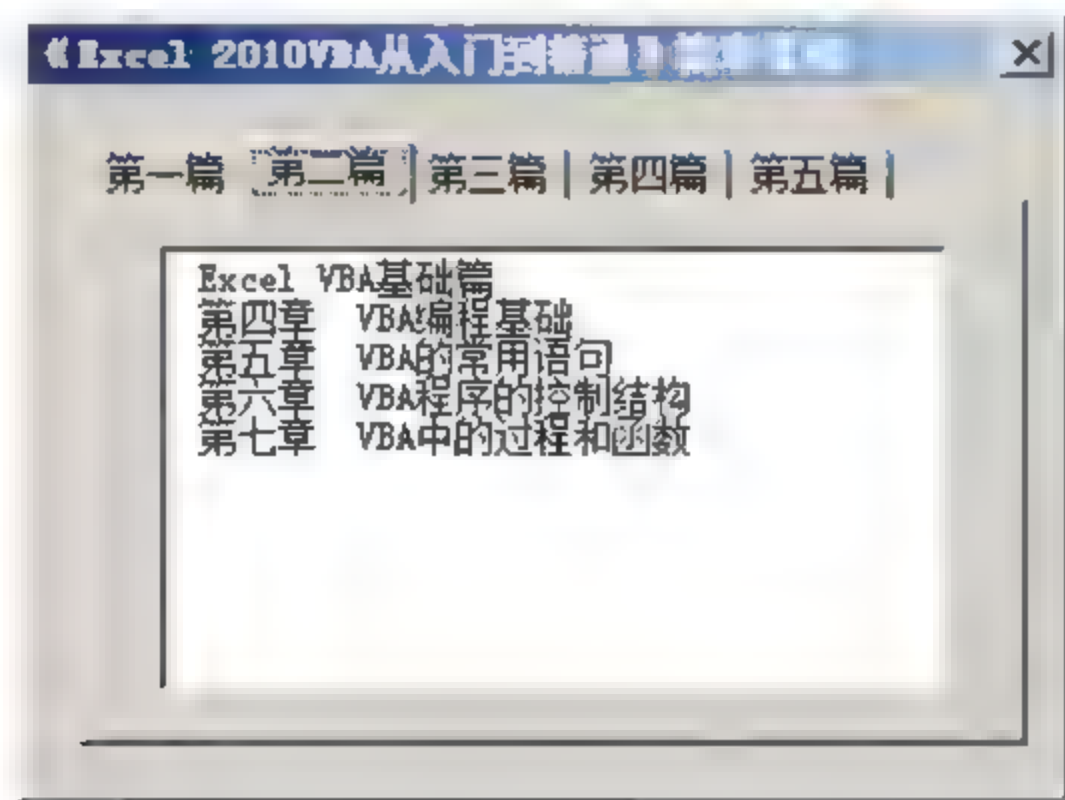 《Excel 2010VBA从入门到精通》
第一篇 第二篇 第三篇 第四篇 第五篇
Excel VBA基础篇
第四章 VBA编程基础
第五章 VBA的常用语句
第六章 VBA程序的控制结构
第七章 VBA中的过程和函数